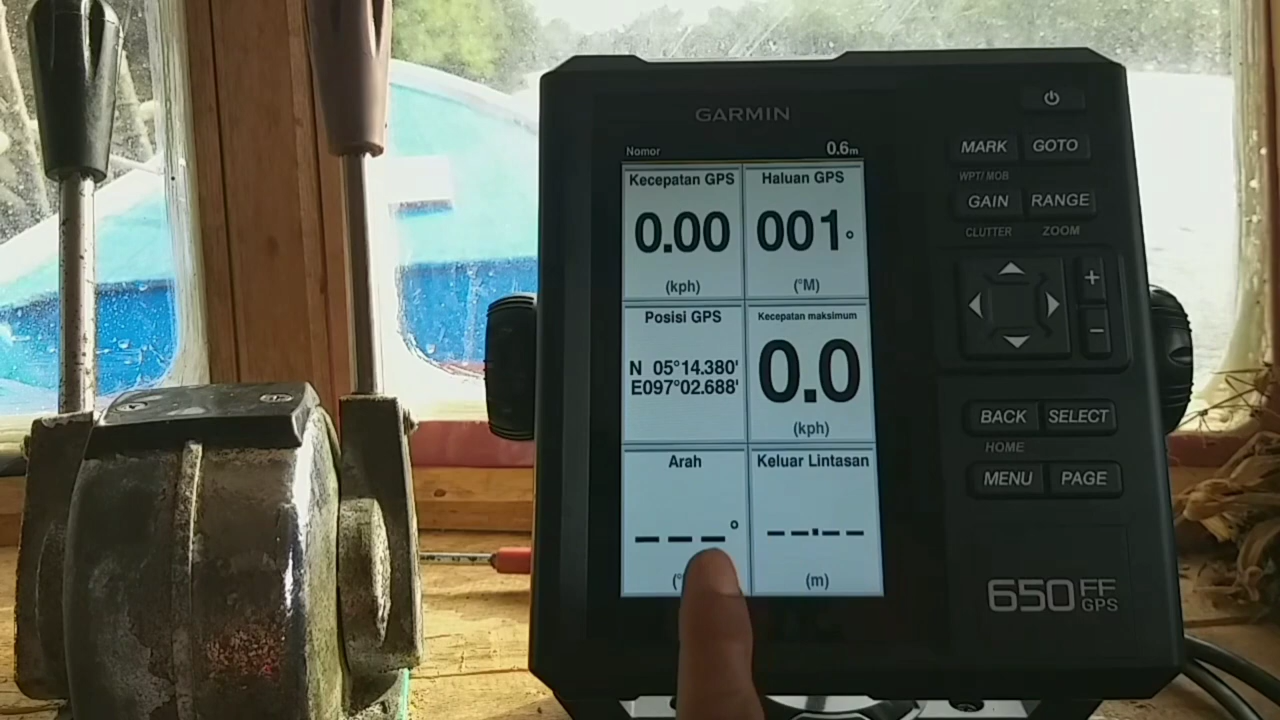 GARMIN
Nomor 0.6m
Kecepatan GPS
0.00
(kph)
Haluan GPS
001°
(°M)
Posisi GPS
N 05°14.380'
E097°02.688'
Kecepatan maksimum
0.0
(kph)
Arah
_ _ _°
(°
Keluar Lintasan
_ _._ _
(m)
MARK GOTO
WPT/ MOB
GAIN RANGE
CLUTTER ZOOM
+
−
BACK SELECT
HOME
MENU PAGE
650 FF
GPS